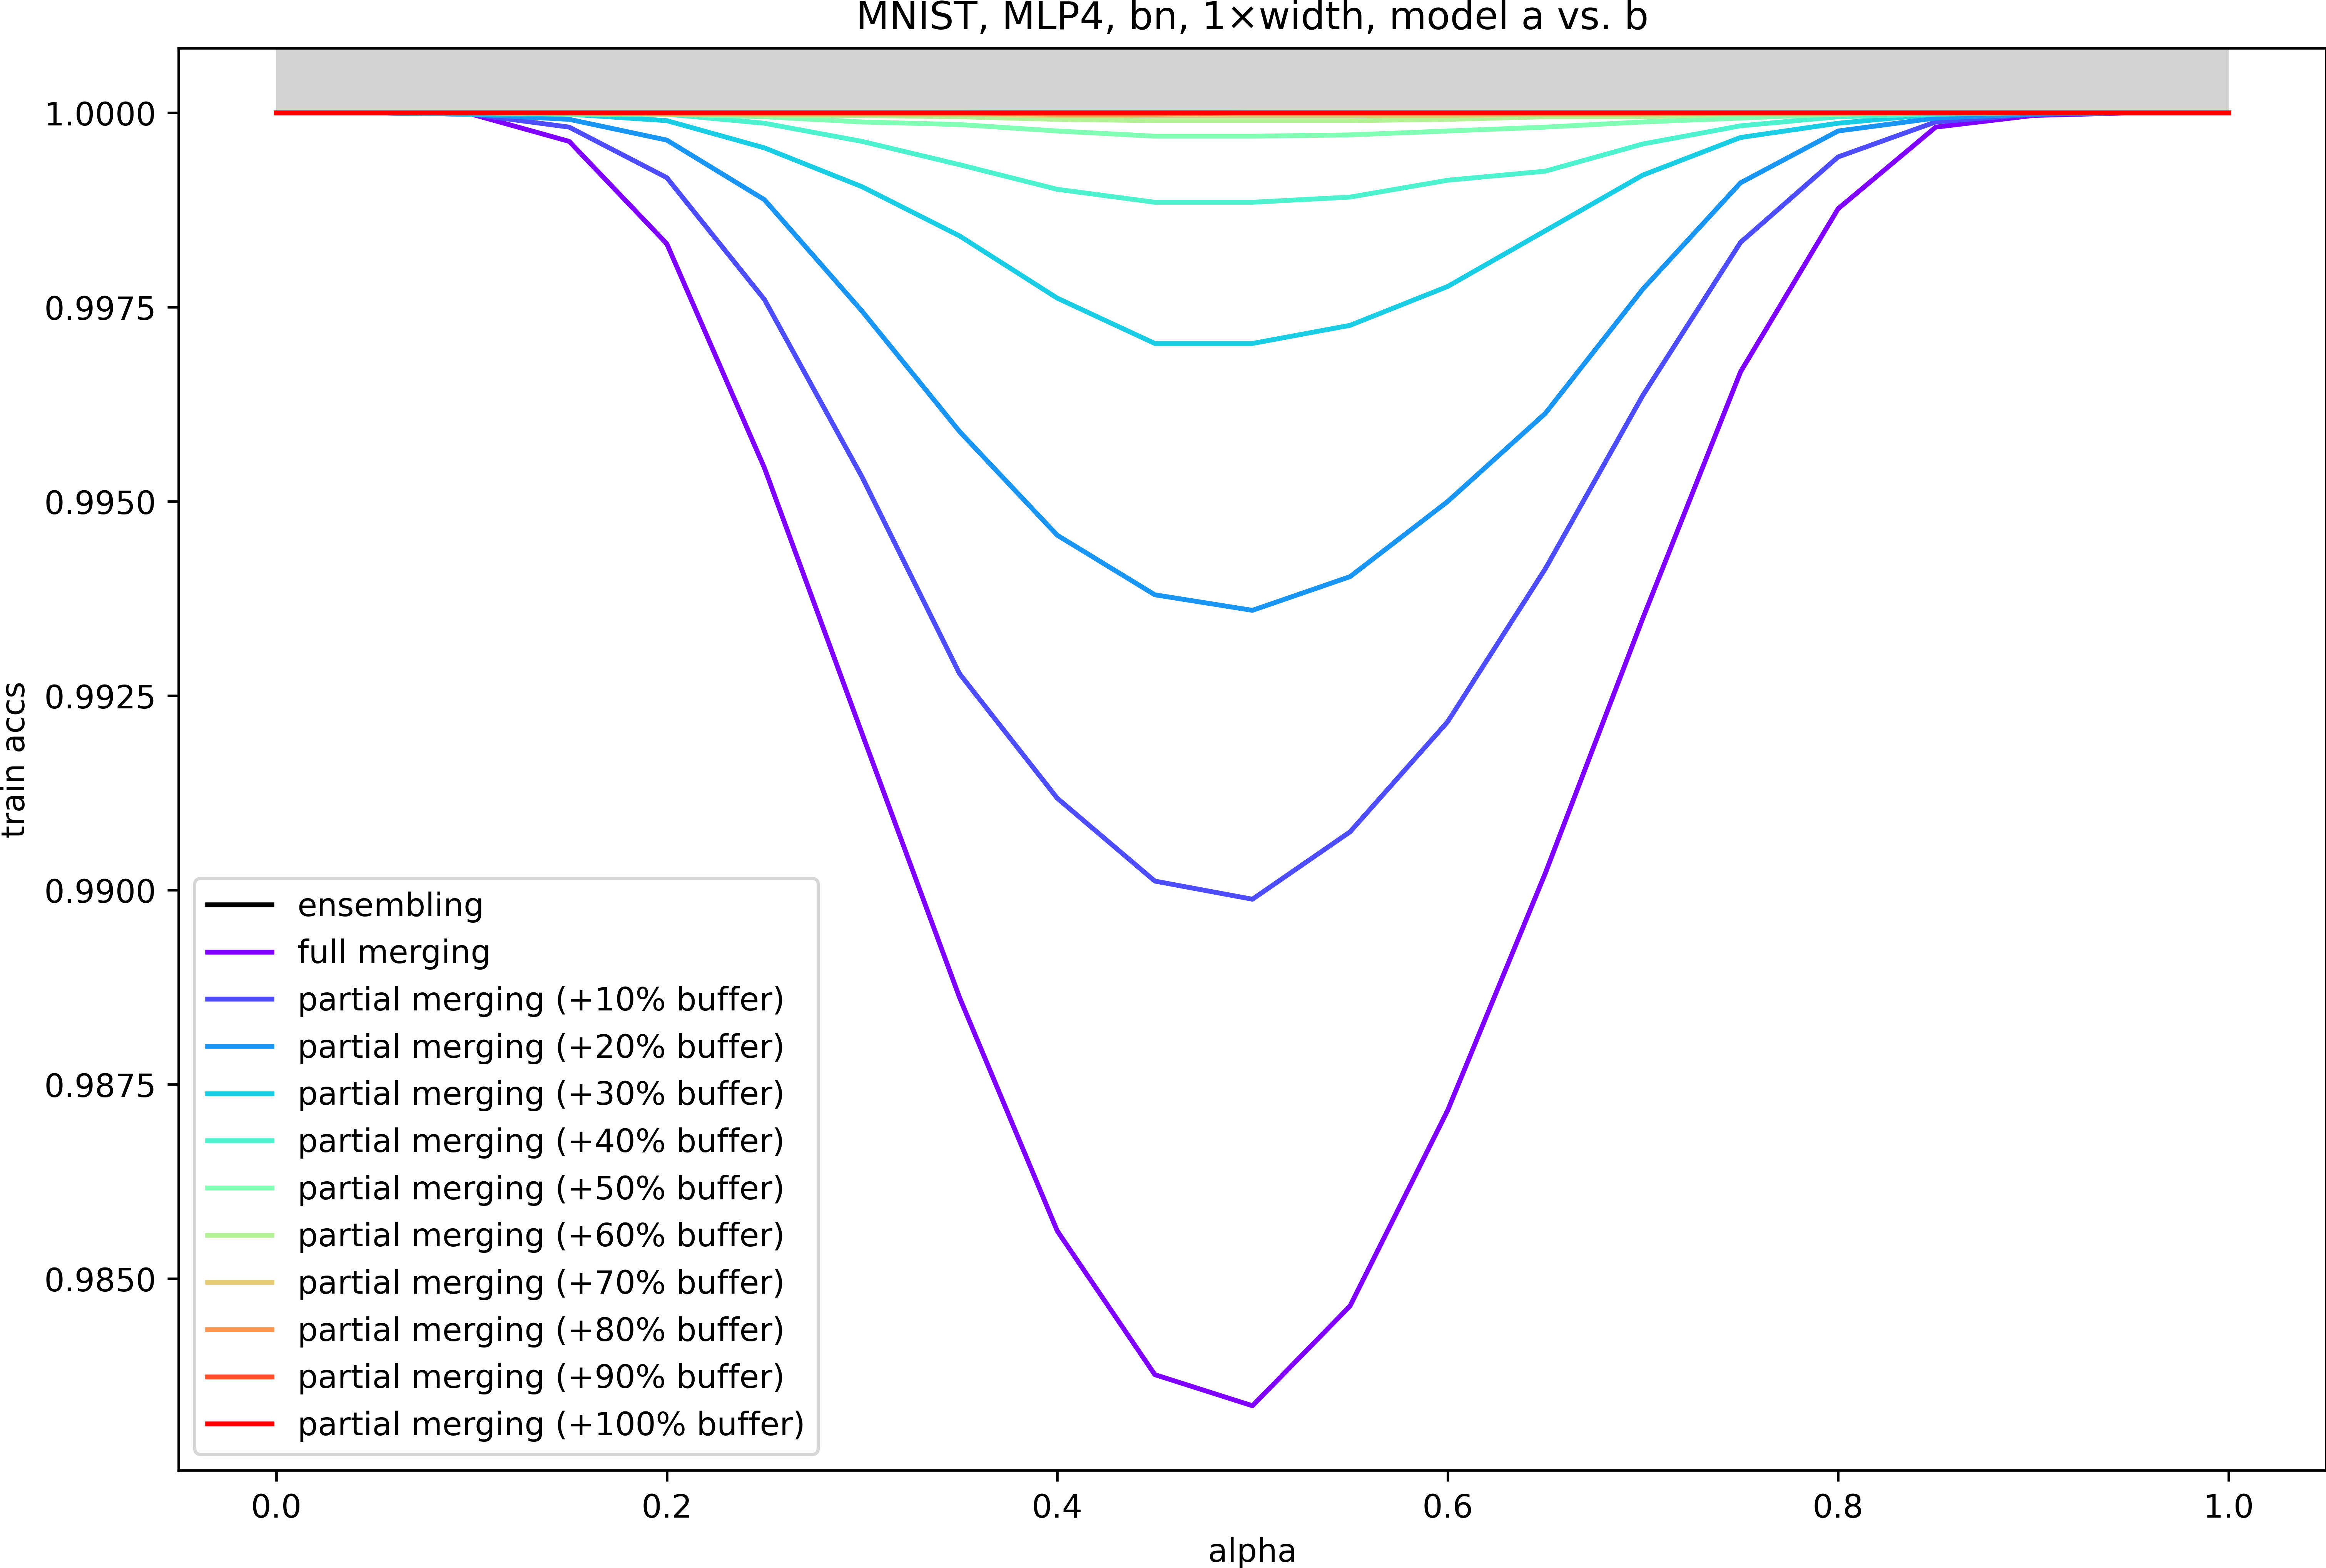 MNIST, MLP4, bn, 1×width, model a vs. b
train accs
1.0000
0.9975
0.9950
0.9925
0.9900
0.9875
0.9850
ensembling
full merging
partial merging (+10% buffer)
partial merging (+20% buffer)
partial merging (+30% buffer)
partial merging (+40% buffer)
partial merging (+50% buffer)
partial merging (+60% buffer)
partial merging (+70% buffer)
partial merging (+80% buffer)
partial merging (+90% buffer)
partial merging (+100% buffer)
0.0 0.2 0.4 0.6 0.8 1.0
alpha